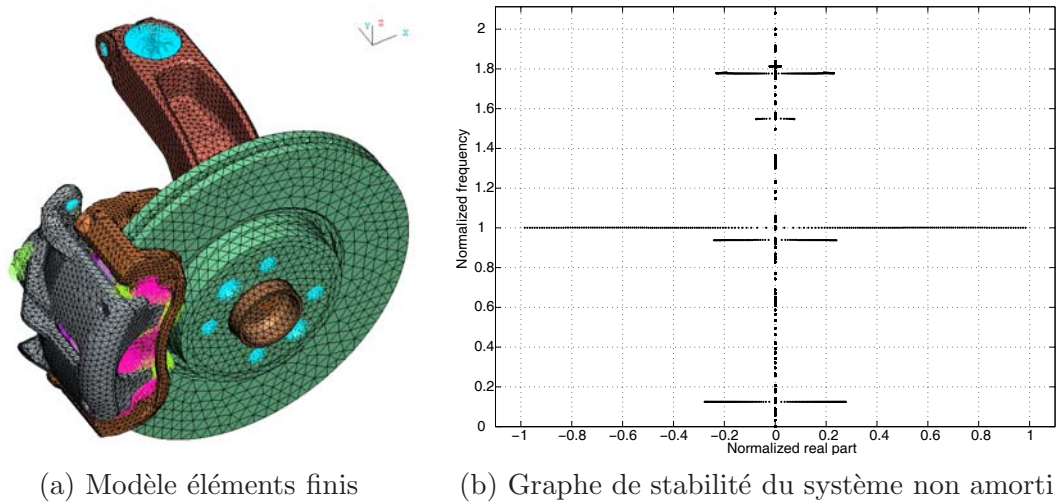 Y
Z
X
Normalized frequency
2
1.8
1.6
1.4
1.2
1
0.8
0.6
0.4
0.2
0
−1 −0.8 −0.6 −0.4 −0.2 0 0.2 0.4 0.6 0.8 1
Normalized real part
(a) Modèle éléments finis
(b) Graphe de stabilité du système non amorti